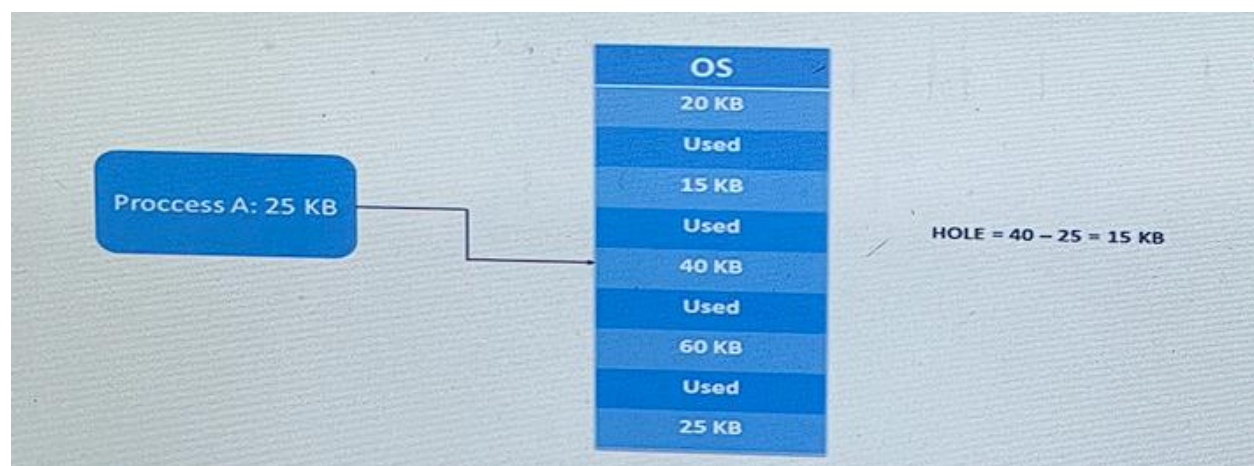 OS
20 KB
Used
15 KB
Proccess A: 25 KB
Used
HOLE = 40 – 25 = 15 KB
40 KB
Used
60 KB
Used
25 KB